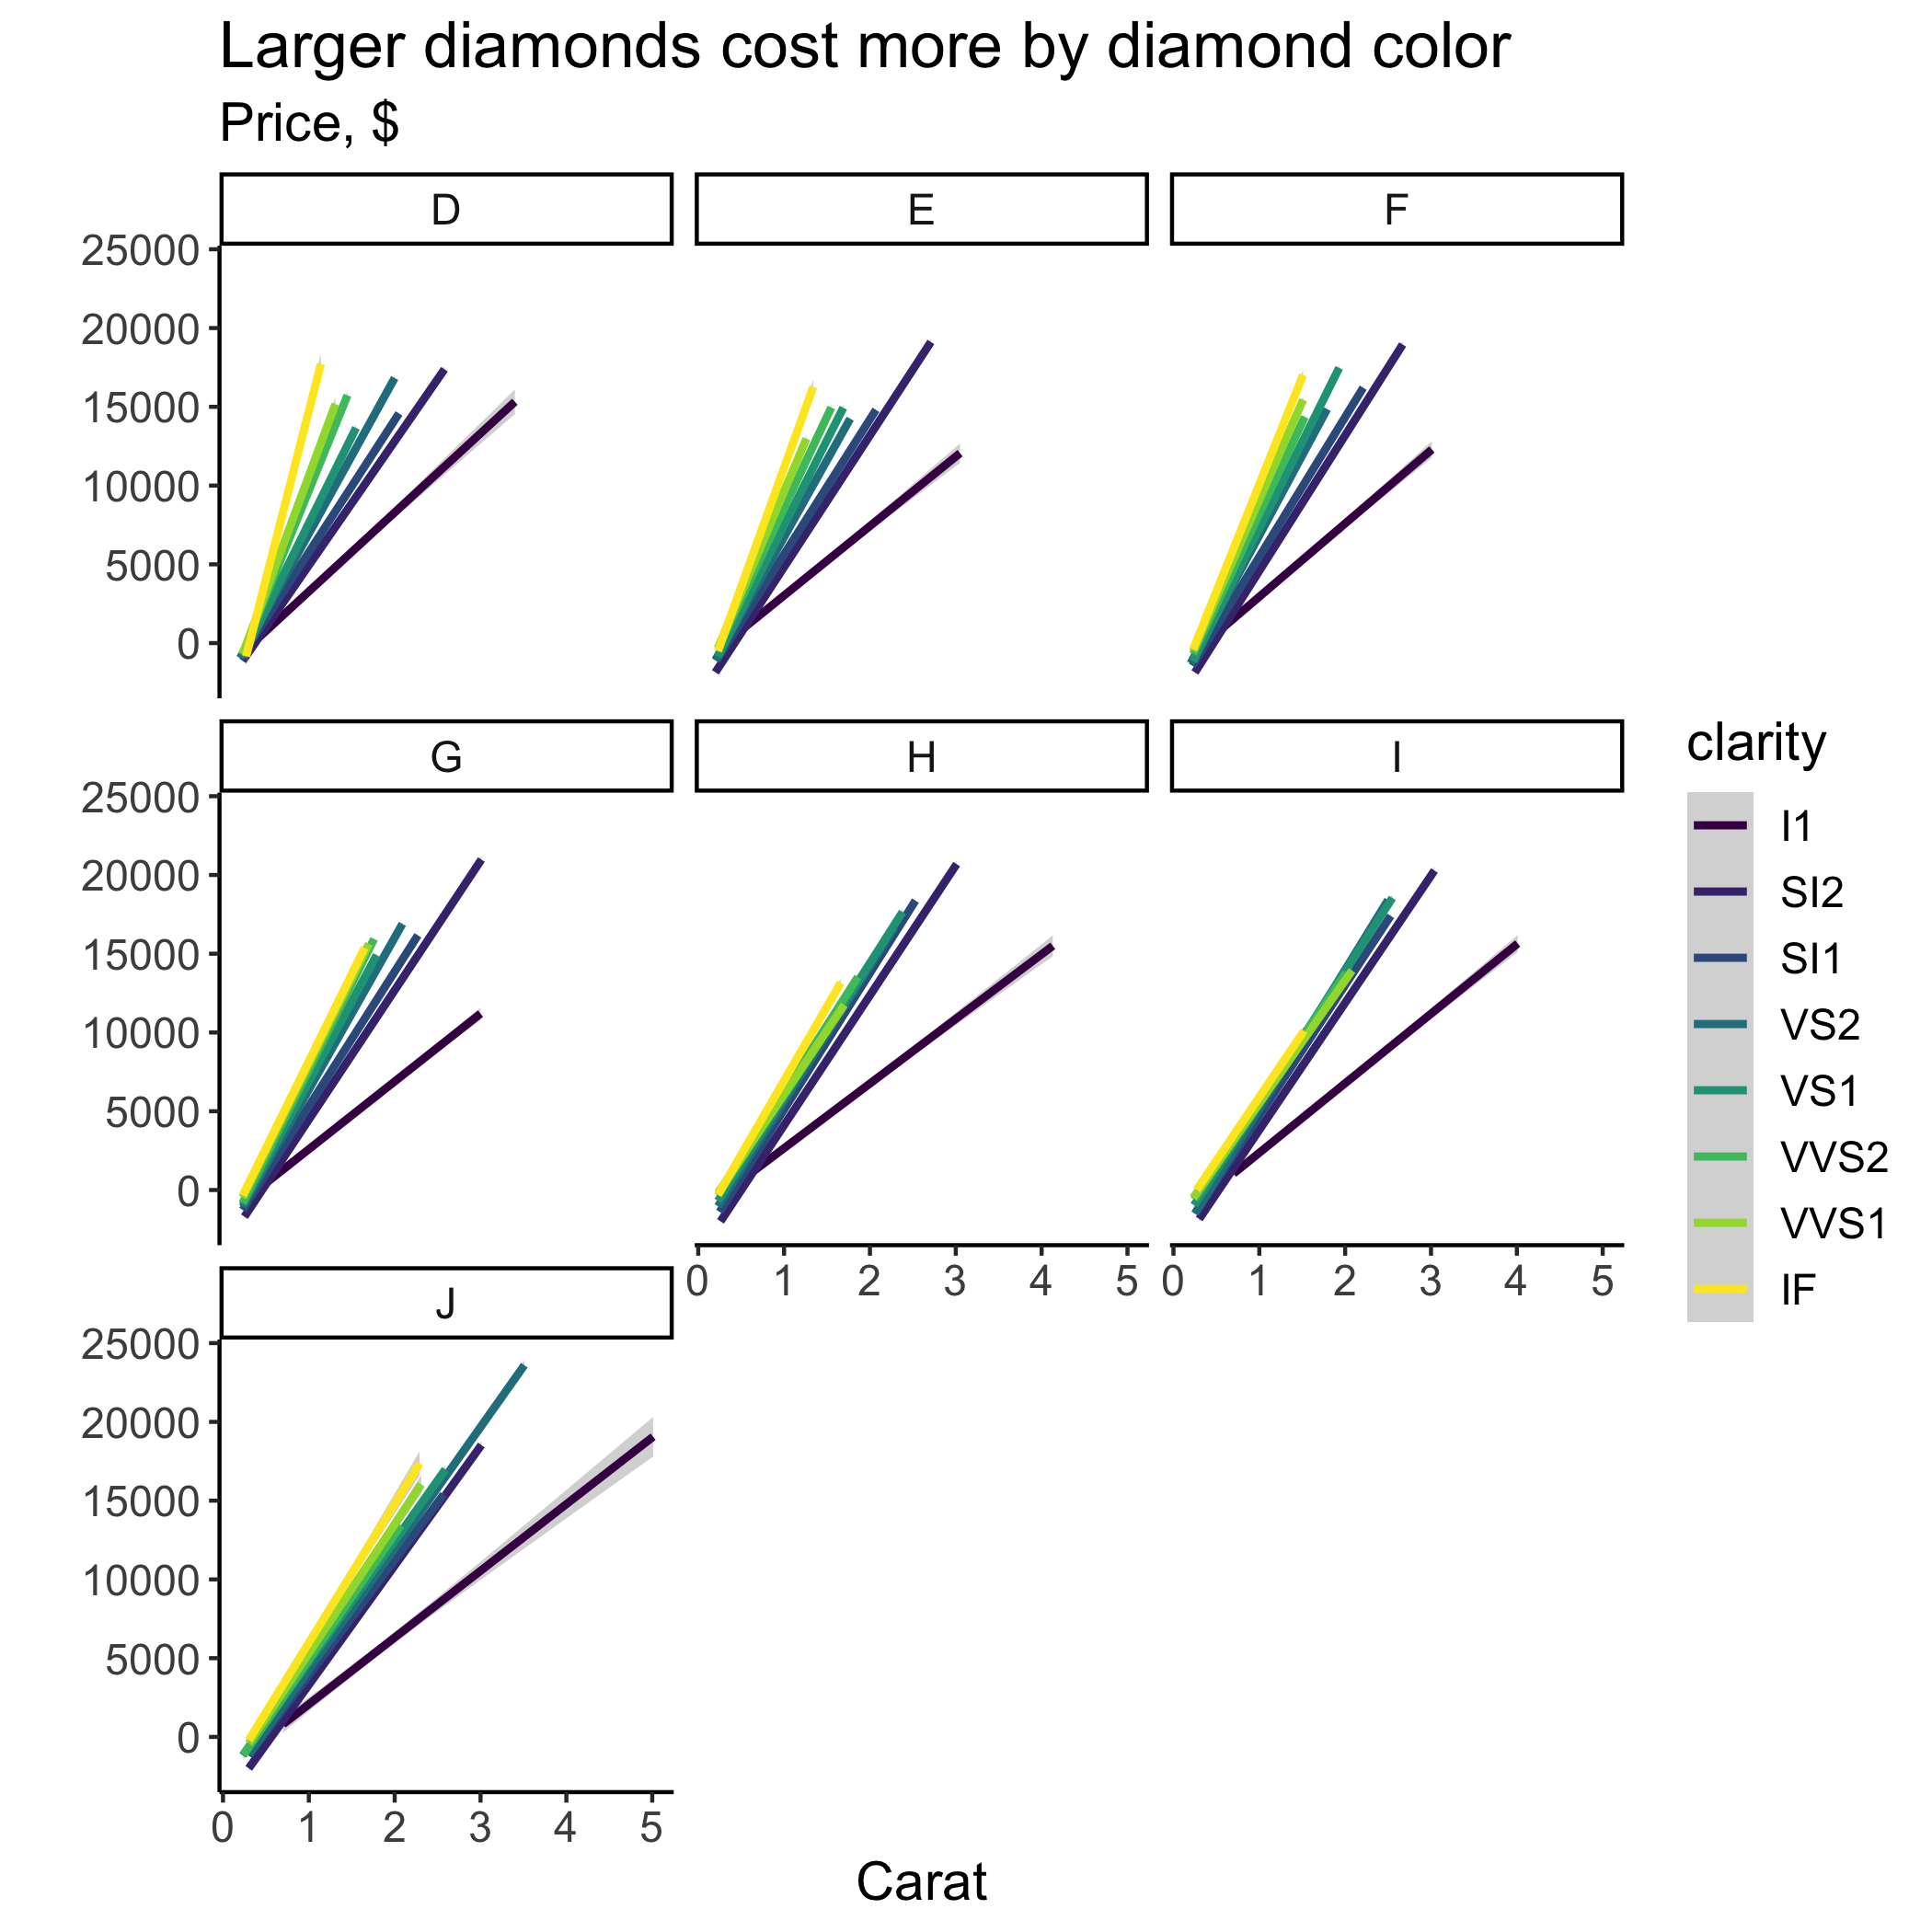 Larger diamonds cost more by diamond color
Price, $
D
E
F
25000
20000
15000
10000
5000
0
G
H
I
25000
20000
15000
10000
5000
0
0 1 2 3 4 5
0 1 2 3 4 5
J
25000
20000
15000
10000
5000
0
0 1 2 3 4 5
Carat
clarity
I1
SI2
SI1
VS2
VS1
VVS2
VVS1
IF